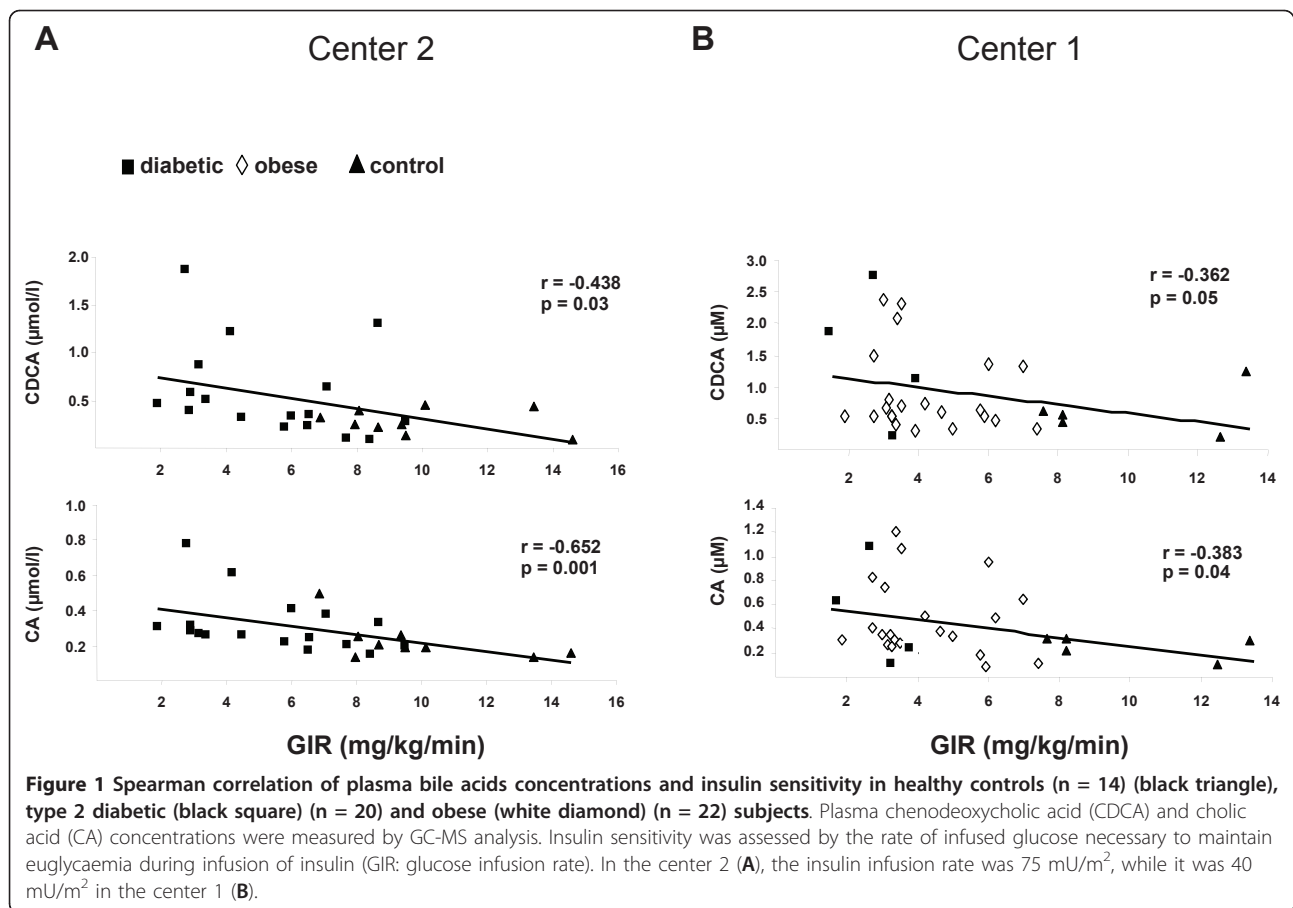 A
Center 2
B
Center 1
■ diabetic ◊ obese ▲ control
CDCA (µmol/l)
2.0
1.5
1.0
0.5
r = -0.438
p = 0.03
2 4 6 8 10 12 14 16
CDCA (µM)
3.0
2.5
2.0
1.5
1.0
0.5
r = -0.362
p = 0.05
2 4 6 8 10 12 14
CA (µmol/l)
1.0
0.8
0.6
0.4
0.2
r = -0.652
p = 0.001
2 4 6 8 10 12 14 16
GIR (mg/kg/min)
CA (µM)
1.4
1.2
1.0
0.8
0.6
0.4
0.2
r = -0.383
p = 0.04
2 4 6 8 10 12 14
GIR (mg/kg/min)
Figure 1 Spearman correlation of plasma bile acids concentrations and insulin sensitivity in healthy controls (n = 14) (black triangle),
type 2 diabetic (black square) (n = 20) and obese (white diamond) (n = 22) subjects. Plasma chenodeoxycholic acid (CDCA) and cholic
acid (CA) concentrations were measured by GC-MS analysis. Insulin sensitivity was assessed by the rate of infused glucose necessary to maintain
euglycaemia during infusion of insulin (GIR: glucose infusion rate). In the center 2 (A), the insulin infusion rate was 75 mU/m², while it was 40
mU/m² in the center 1 (B).